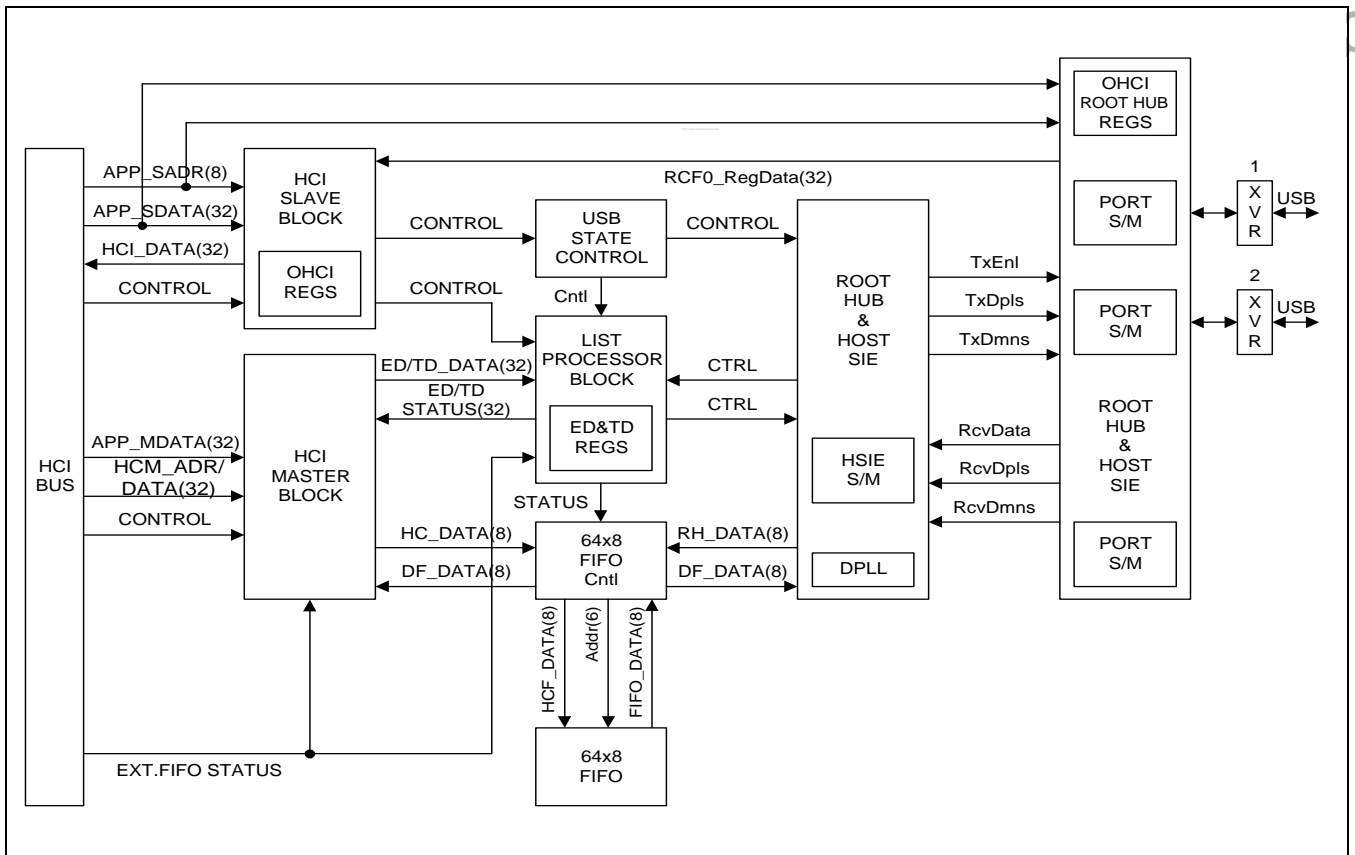 HCI
BUS
APP_SADR(8)
APP_SDATA(32)
HCI_DATA(32)
CONTROL
HCI
SLAVE
BLOCK
OHCI
REGS
APP_MDATA(32)
HCM_ADR/
DATA(32)
CONTROL
HCI
MASTER
BLOCK
EXT.FIFO STATUS
CONTROL
CONTROL
USB
STATE
CONTROL
CONTROL
Cntl
LIST
PROCESSOR
BLOCK
ED&TD
REGS
ED/TD_DATA(32)
ED/TD
STATUS(32)
CTRL
CTRL
STATUS
HC_DATA(8)
DF_DATA(8)
64x8
FIFO
Cntl
RH_DATA(8)
DF_DATA(8)
HCF_DATA(8)
Addr(6)
FIFO_DATA(8)
64x8
FIFO
RCF0_RegData(32)
ROOT
HUB
&
HOST
SIE
HSIE
S/M
DPLL
TxEnl
TxDpls
TxDmns
RcvData
RcvDpls
RcvDmns
OHCI
ROOT HUB
REGS
PORT
S/M
PORT
S/M
ROOT
HUB
&
HOST
SIE
PORT
S/M
1
X
V
R
USB
2
X
V
R
USB